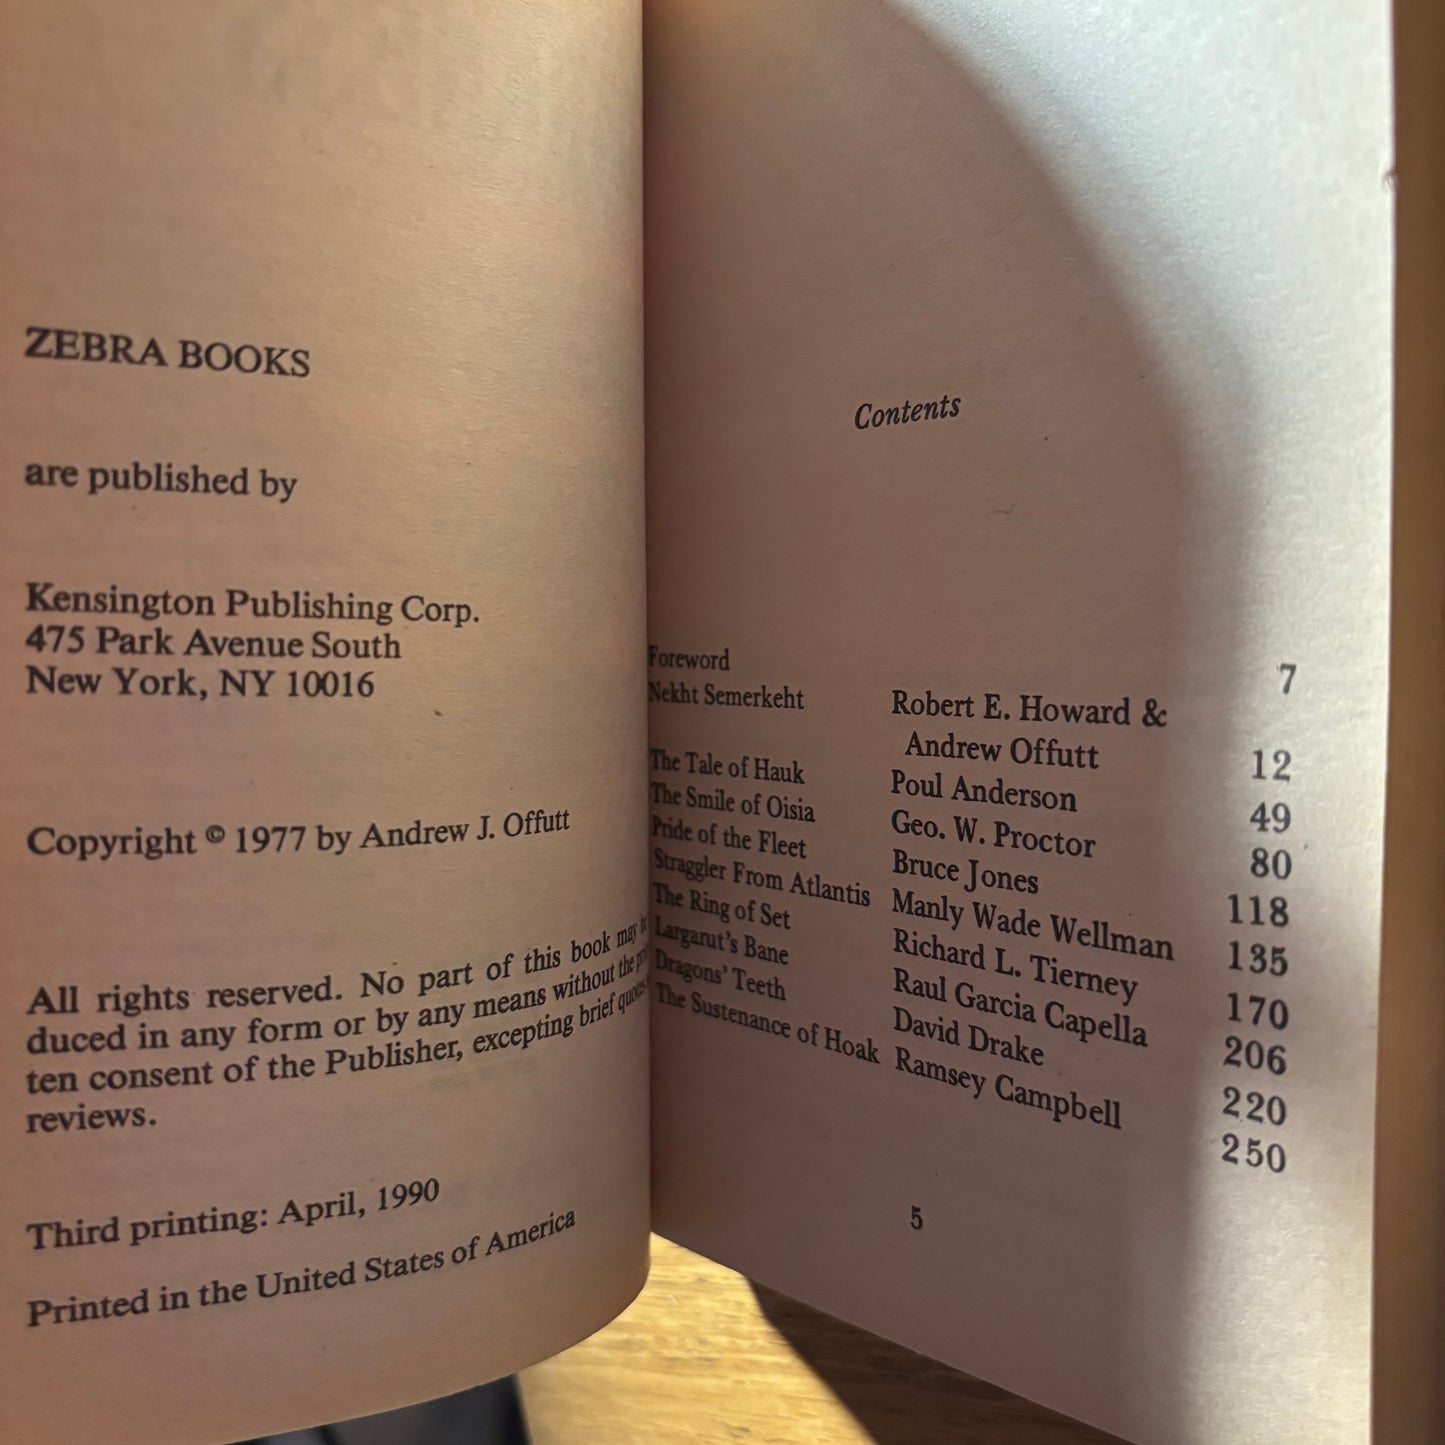 ZEBRA BOOKS
are published by
Kensington Publishing Corp.
475 Park Avenue South
New York, NY 10016
Copyright © 1977 by Andrew J. Offutt
All rights reserved. No part of this book may
duced in any form or by any means without the
ten consent of the Publisher, excepting brief
reviews.
Third printing: April, 1990
Printed in the United States of America
Contents
Foreword 7
Nekht Semerkeht Robert E. Howard &
Andrew Offutt 12
The Tale of Hauk Poul Anderson 49
The Smile of Oisia Geo. W. Proctor 80
Pride of the Fleet Bruce Jones 118
Straggler From Atlantis Manly Wade Wellman 135
The Ring of Set Richard L. Tierney 170
Largarut's Bane Raul Garcia Capella 206
Dragons' Teeth David Drake 220
The Sustenance of Hoak Ramsey Campbell 250
5